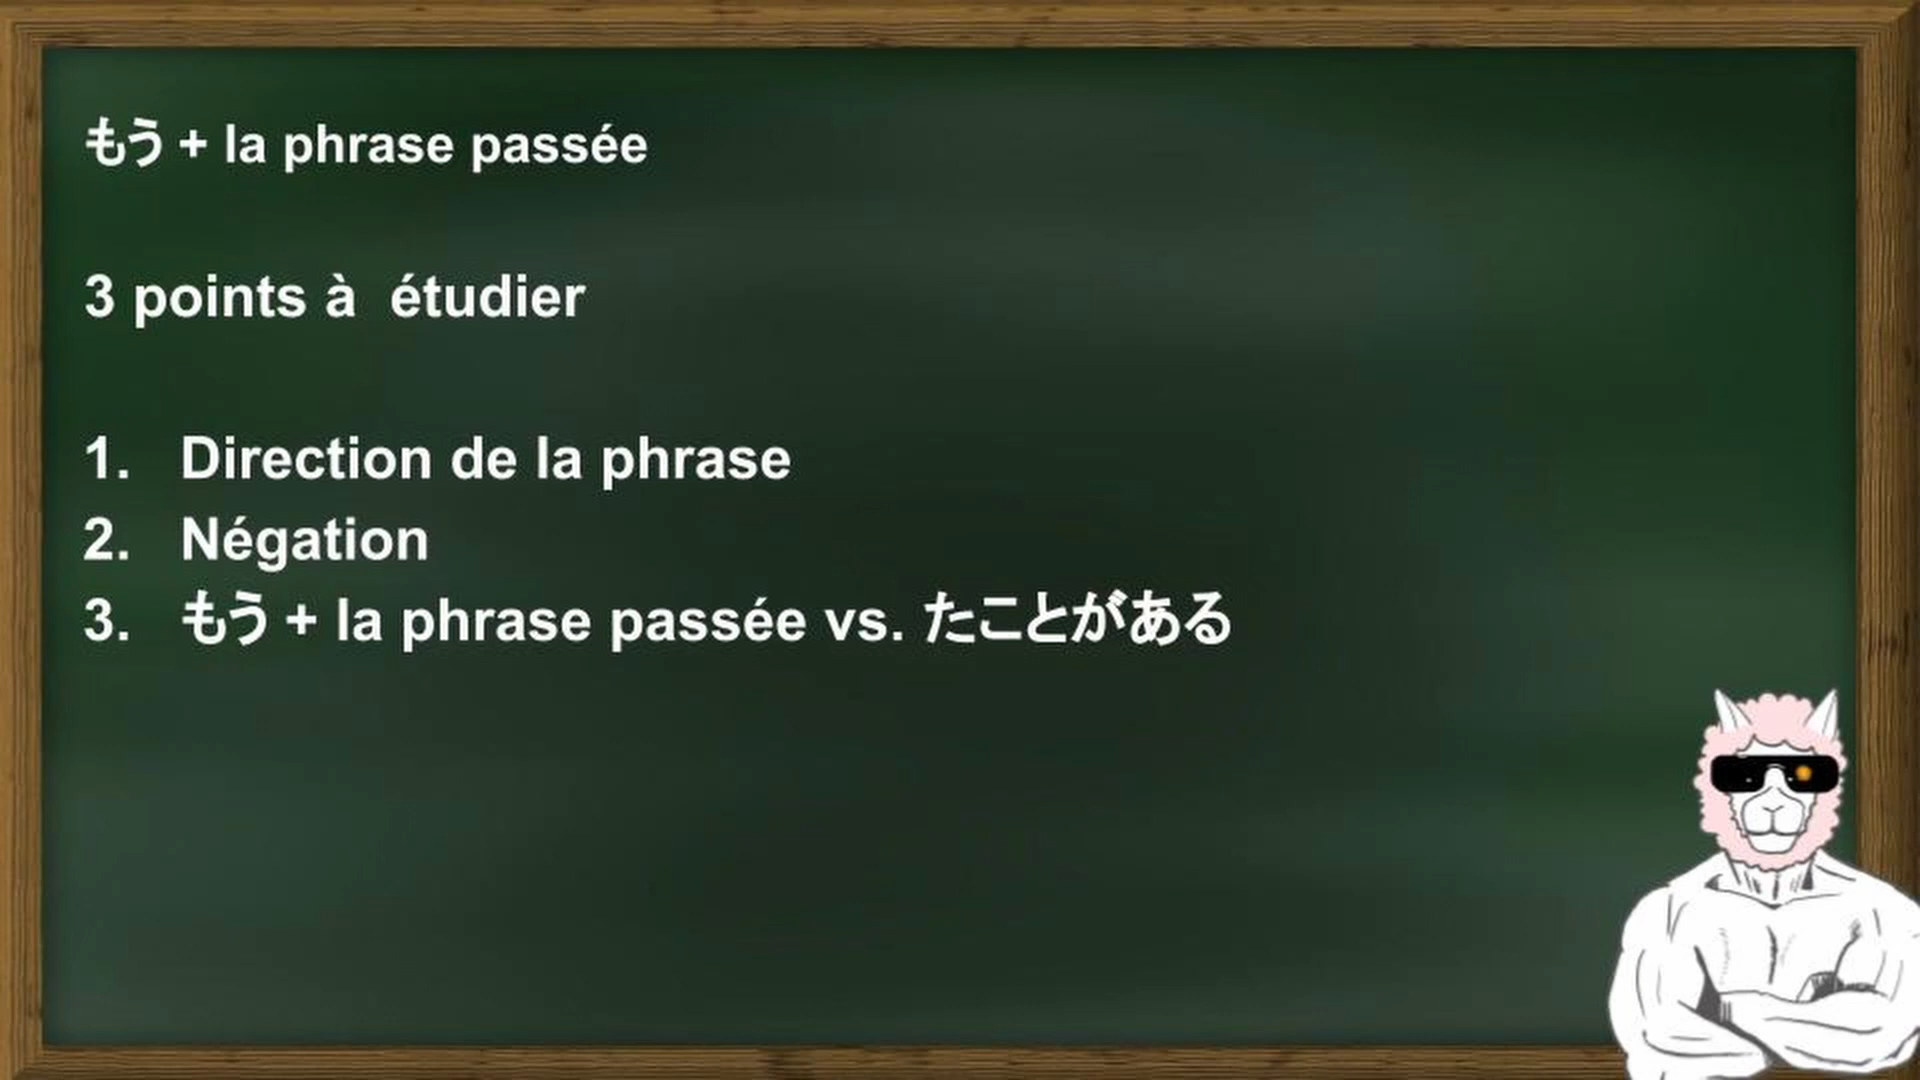 もう + la phrase passée
3 points à  étudier
1. Direction de la phrase
2. Négation
3. もう + la phrase passée vs. たことがある